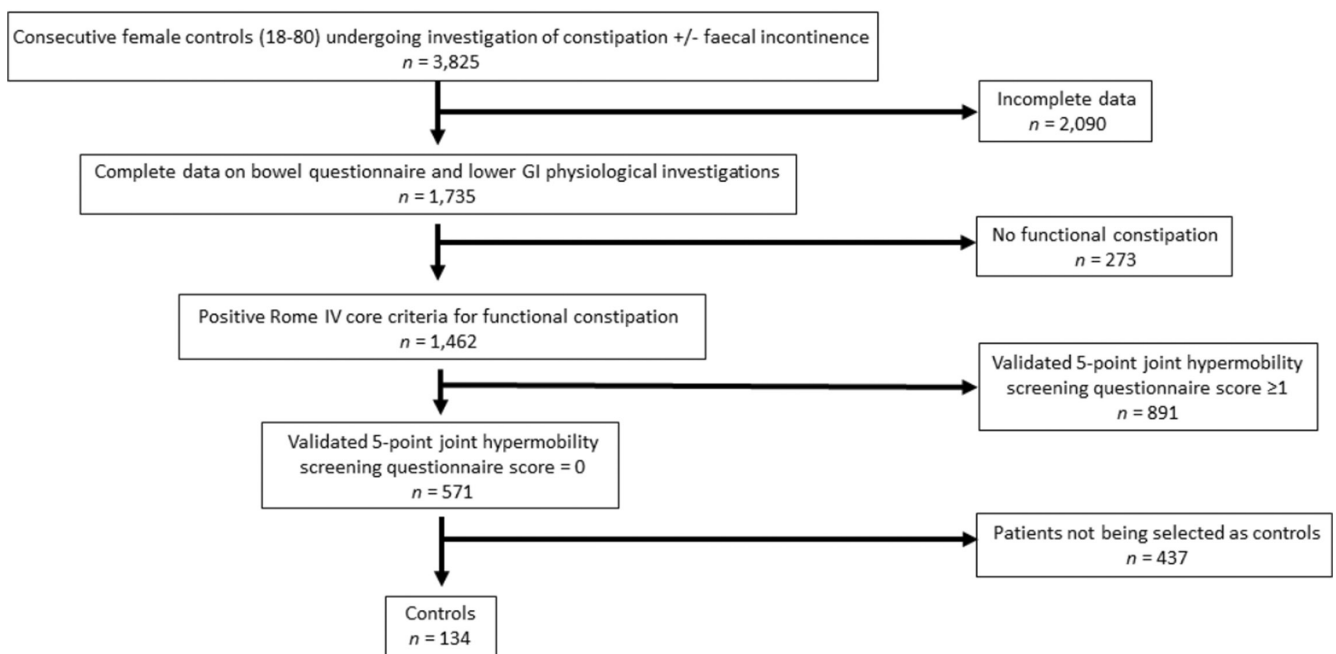 Consecutive female controls (18-80) undergoing investigation of constipation +/- faecal incontinence
n = 3,825
Incomplete data
n = 2,090
Complete data on bowel questionnaire and lower GI physiological investigations
n = 1,735
No functional constipation
n = 273
Positive Rome IV core criteria for functional constipation
n = 1,462
Validated 5-point joint hypermobility
screening questionnaire score ≥1
n = 891
Validated 5-point joint hypermobility
screening questionnaire score = 0
n = 571
Patients not being selected as controls
n = 437
Controls
n = 134